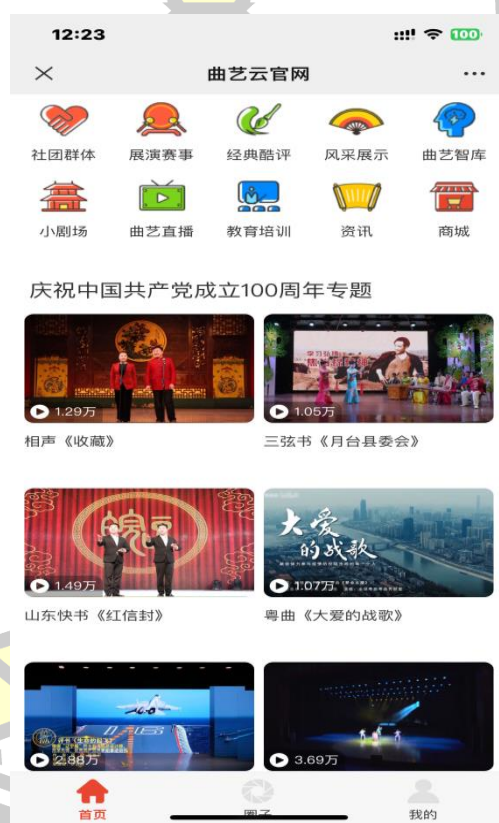 12:23
100
曲艺云官网
社团群体 展演赛事 经典酷评 风采展示 曲艺智库
小剧场 曲艺直播 教育培训 资讯 商城
庆祝中国共产党成立100周年专题
学习弘扬
1.29万 1.05万
相声《收藏》 三弦书《月台县委会》
大爱
的战歌
1.49万 1.07万
山东快书《红信封》 粤曲《大爱的战歌》
2.88万 3.69万
首页 圈子 我的